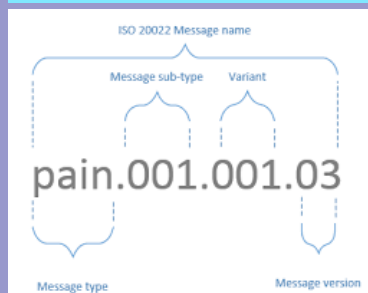 ISO 20022 Message name
Message sub-type Variant
pain.001.001.03
Message type Message version